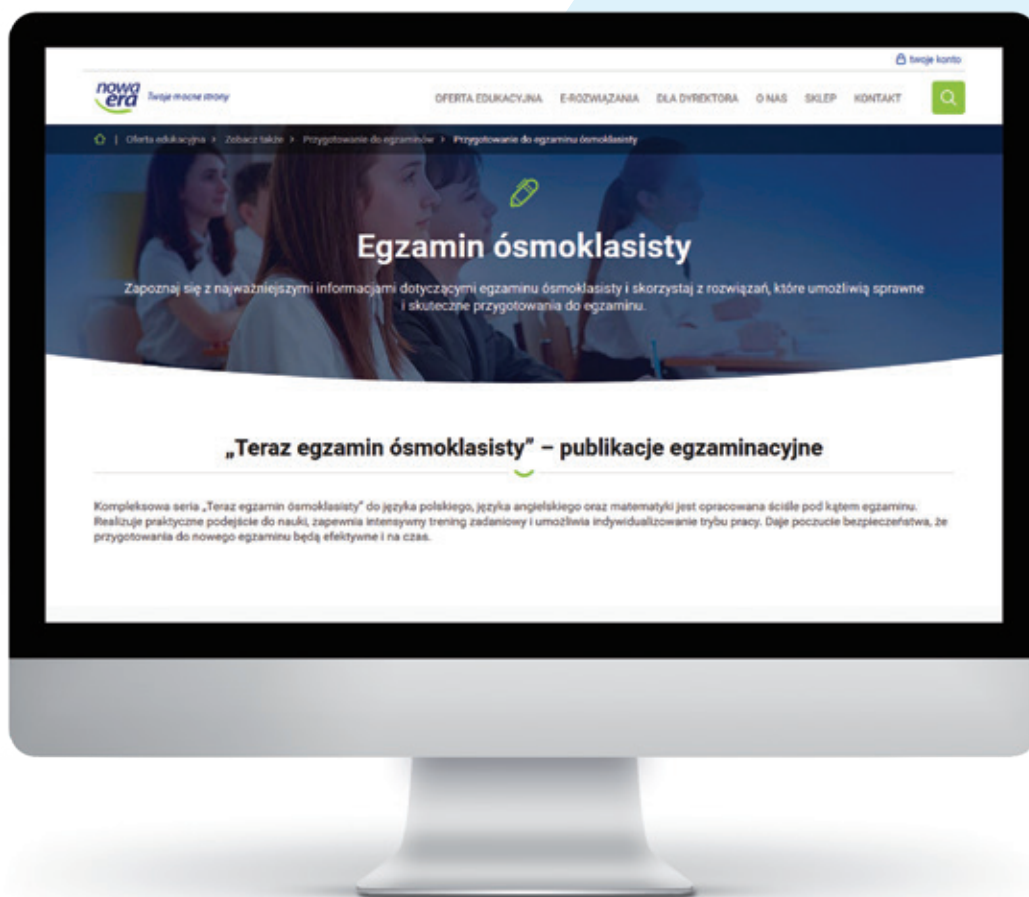 twoje konto
nowa era
Twoje mocne strony
OFERTA EDUKACYJNA E-ROZWIĄZANIA DLA DYREKTORA O NAS SKLEP KONTAKT
| Oferta edukacyjna > Zobacz także > Przygotowanie do egzaminów > Przygotowanie do egzaminu ósmoklasisty
Egzamin ósmoklasisty
Zapoznaj się z najważniejszymi informacjami dotyczącymi egzaminu ósmoklasisty i skorzystaj z rozwiązań, które umożliwią sprawne
i skuteczne przygotowania do egzaminu.
„Teraz egzamin ósmoklasisty” – publikacje egzaminacyjne
Kompleksowa seria „Teraz egzamin ósmoklasisty” do języka polskiego, języka angielskiego oraz matematyki jest opracowana ściśle pod kątem egzaminu.
Realizuje praktyczne podejście do nauki, zapewnia intensywny trening zadaniowy i umożliwia indywidualizowanie trybu pracy. Daje poczucie bezpieczeństwa, że
przygotowania do nowego egzaminu będą efektywne i na czas.